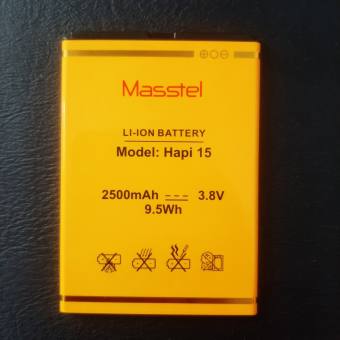 Masstel
LI-ION BATTERY
Model: Hapi 15
2500mAh --- 3.8V
9.5Wh